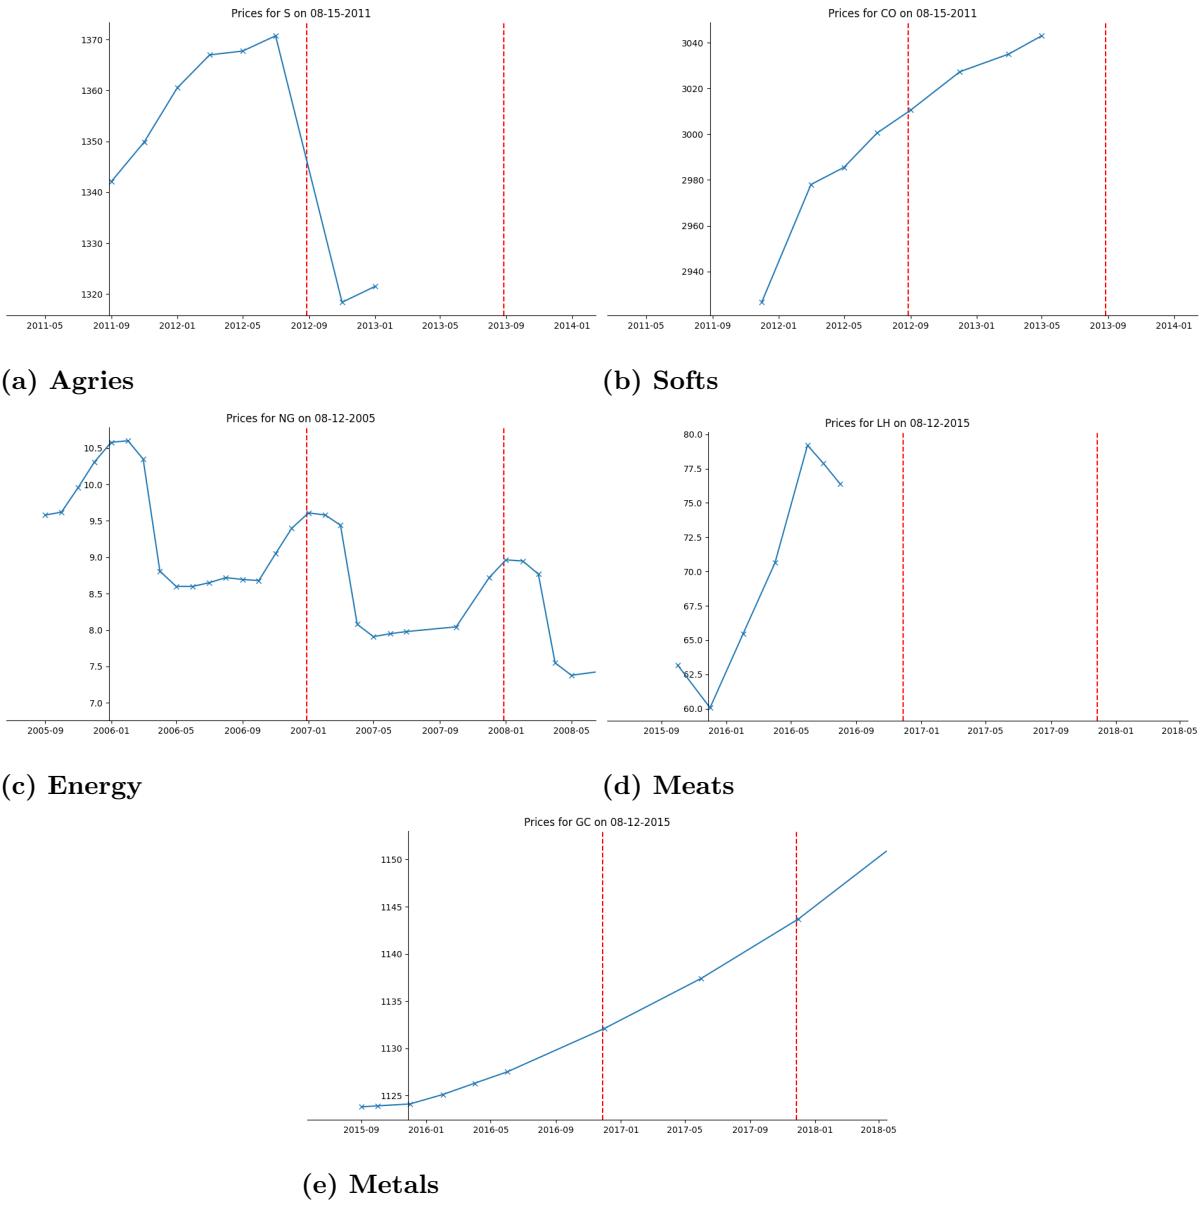 Prices for S on 08-15-2011
1370
1360
1350
1340
1330
1320
2011-05 2011-09 2012-01 2012-05 2012-09 2013-01 2013-05 2013-09 2014-01
(a) Agries
Prices for CO on 08-15-2011
3040
3020
3000
2980
2960
2940
2011-05 2011-09 2012-01 2012-05 2012-09 2013-01 2013-05 2013-09 2014-01
(b) Softs
Prices for NG on 08-12-2005
10.5
10.0
9.5
9.0
8.5
8.0
7.5
7.0
2005-09 2006-01 2006-05 2006-09 2007-01 2007-05 2007-09 2008-01 2008-05
(c) Energy
Prices for LH on 08-12-2015
80.0
77.5
75.0
72.5
70.0
67.5
65.0
62.5
60.0
2015-09 2016-01 2016-05 2016-09 2017-01 2017-05 2017-09 2018-01 2018-05
(d) Meats
Prices for GC on 08-12-2015
1150
1145
1140
1135
1130
1125
2015-09 2016-01 2016-05 2016-09 2017-01 2017-05 2017-09 2018-01 2018-05
(e) Metals